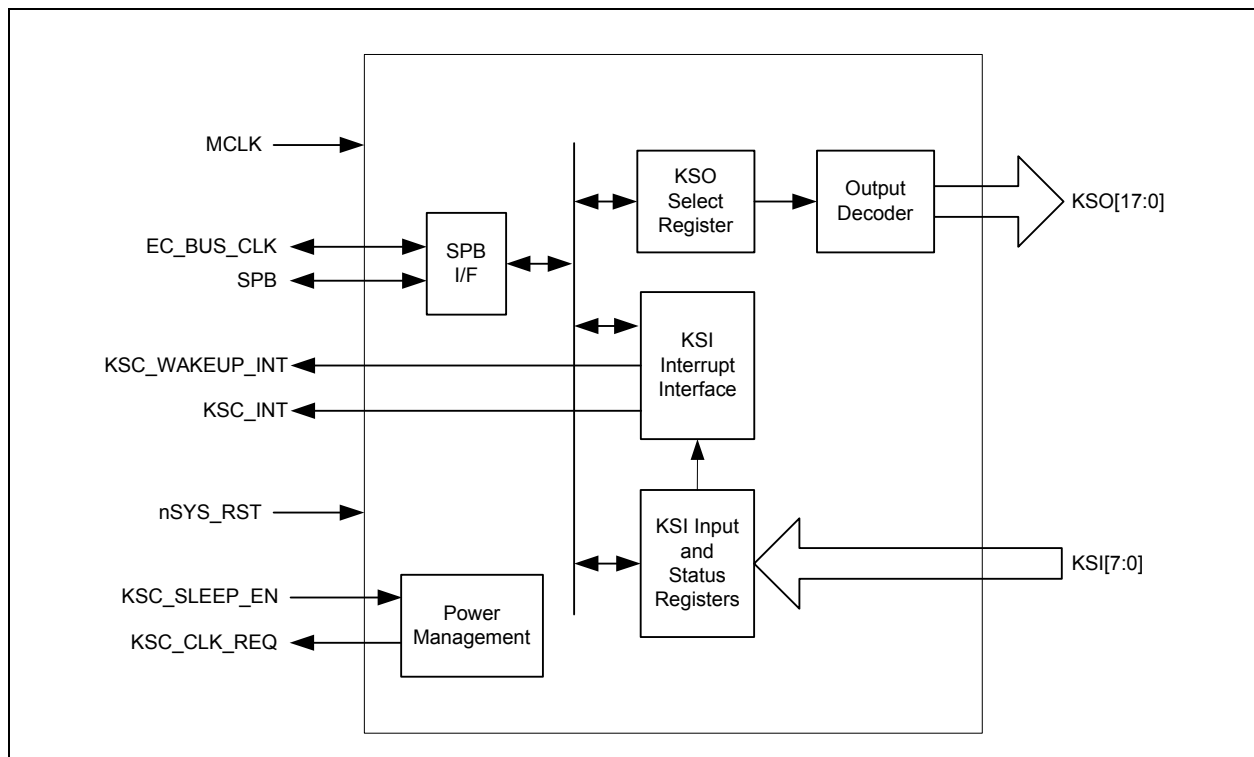 MCLK
EC_BUS_CLK
SPB
KSC_WAKEUP_INT
KSC_INT
nSYS_RST
KSC_SLEEP_EN
KSC_CLK_REQ
SPB
I/F
Power
Management
KSO
Select
Register
Output
Decoder
KSI
Interrupt
Interface
KSI Input
and
Status
Registers
KSO[17:0]
KSI[7:0]